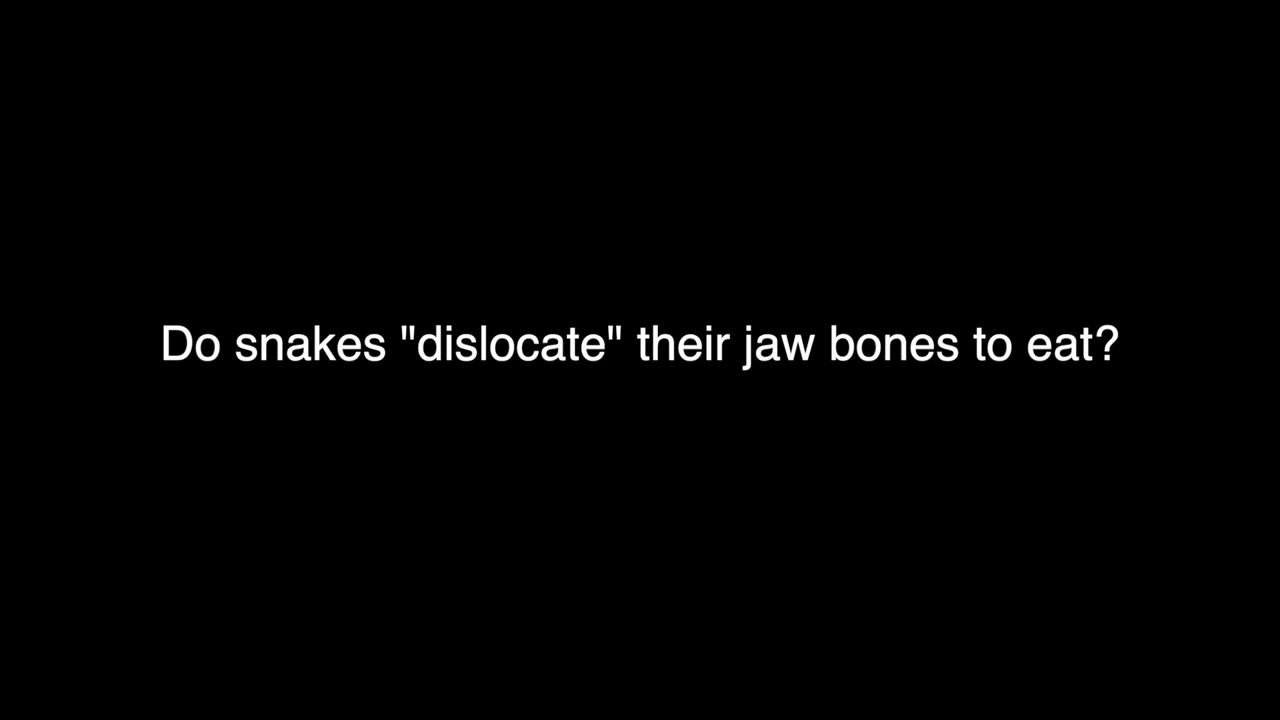 Do snakes "dislocate" their jaw bones to eat?